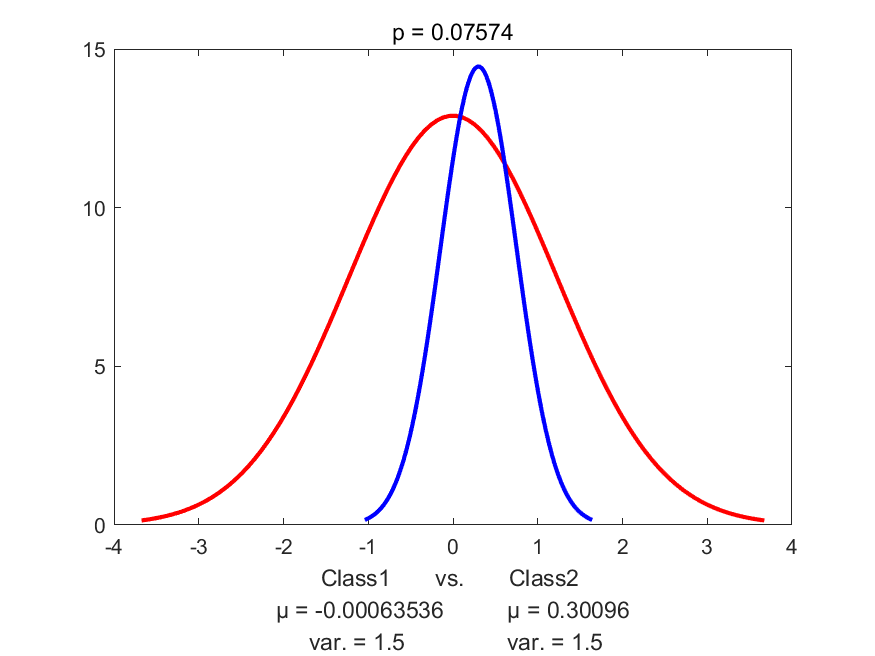 p = 0.07574
15
10
5
0
-4 -3 -2 -1 0 1 2 3 4
Class1 vs. Class2
μ = -0.00063536 μ = 0.30096
var. = 1.5 var. = 1.5